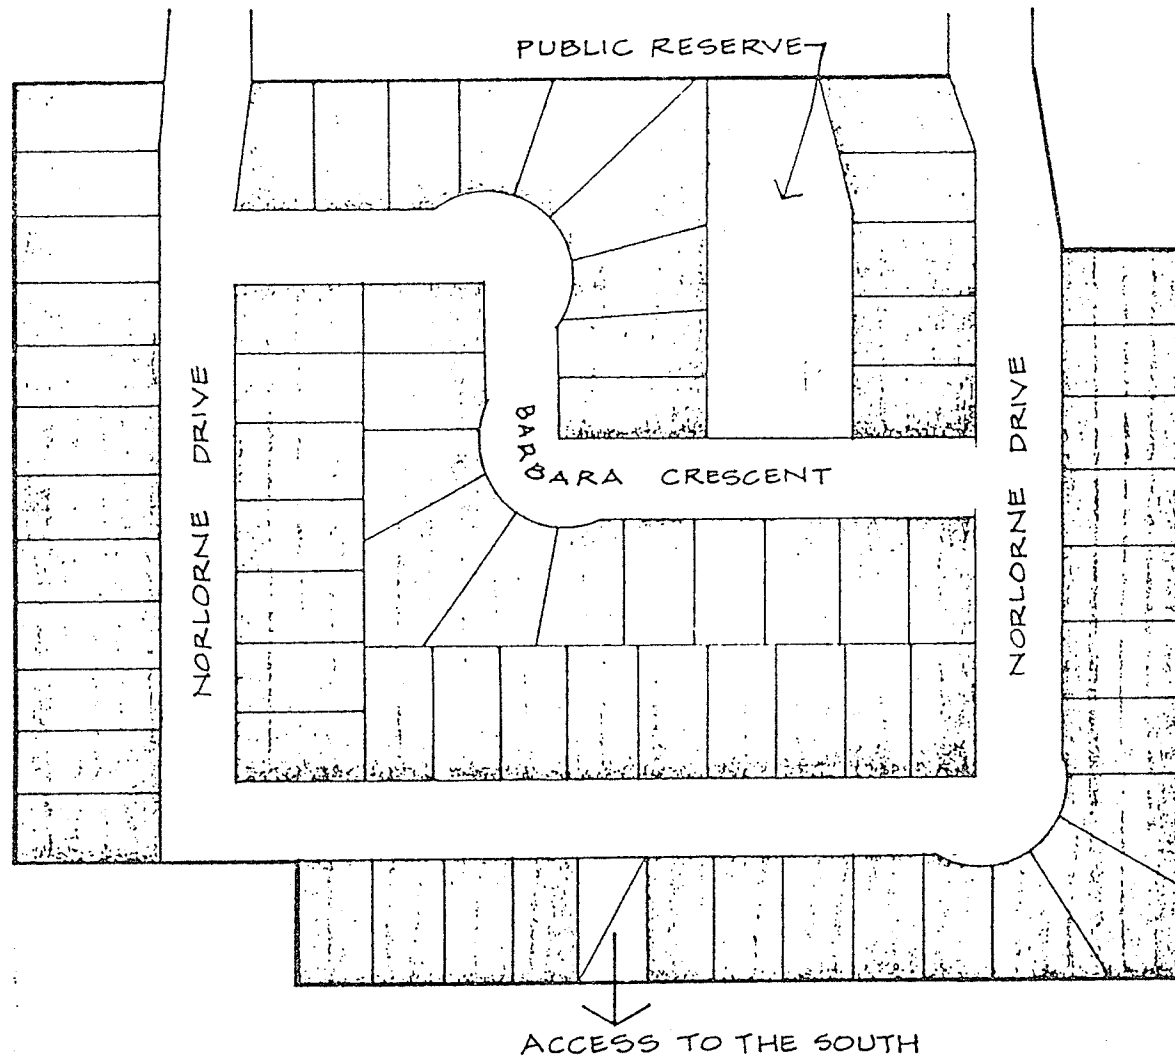 PUBLIC RESERVE
NORLORNE DRIVE
BARBARA CRESCENT
NORLORNE DRIVE
ACCESS TO THE SOUTH